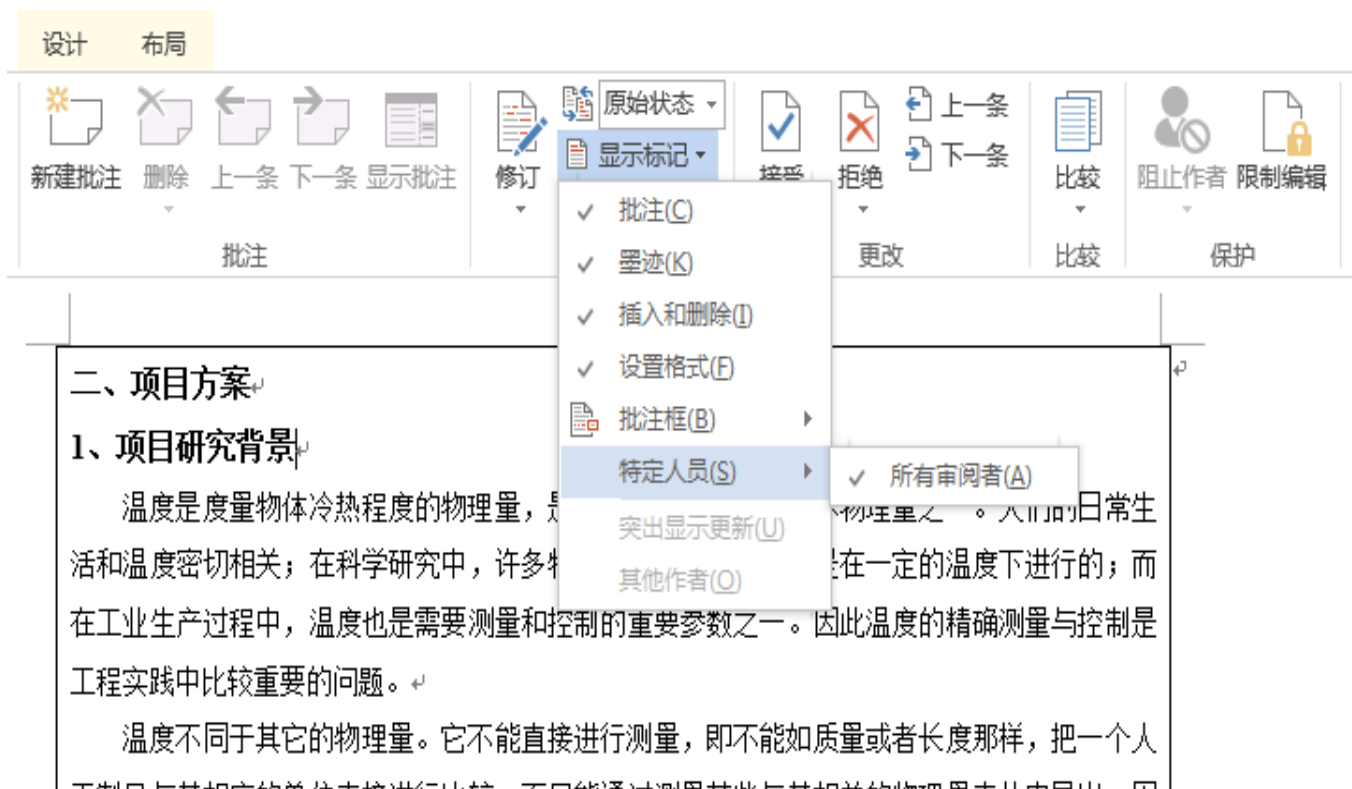 设计 布局
原始状态
显示标记
上一条
下一条
新建批注 删除 上一条 下一条 显示批注 修订 接受 拒绝 比较 阻止作者 限制编辑
批注 更改 比较 保护
批注(C)
墨迹(K)
插入和删除(I)
设置格式(F)
批注框(B)
特定人员(S)
所有审阅者(A)
突出显示更新(U)
其他作者(O)
二、项目方案
1、项目研究背景
温度是度量物体冷热程度的物理量，是 物理量之一。人们的日常生
活和温度密切相关；在科学研究中，许多 是在一定的温度下进行的；而
在工业生产过程中，温度也是需要测量和控制的重要参数之一。因此温度的精确测量与控制是
工程实践中比较重要的问题。
温度不同于其它的物理量。它不能直接进行测量，即不能如质量或者长度那样，把一个人